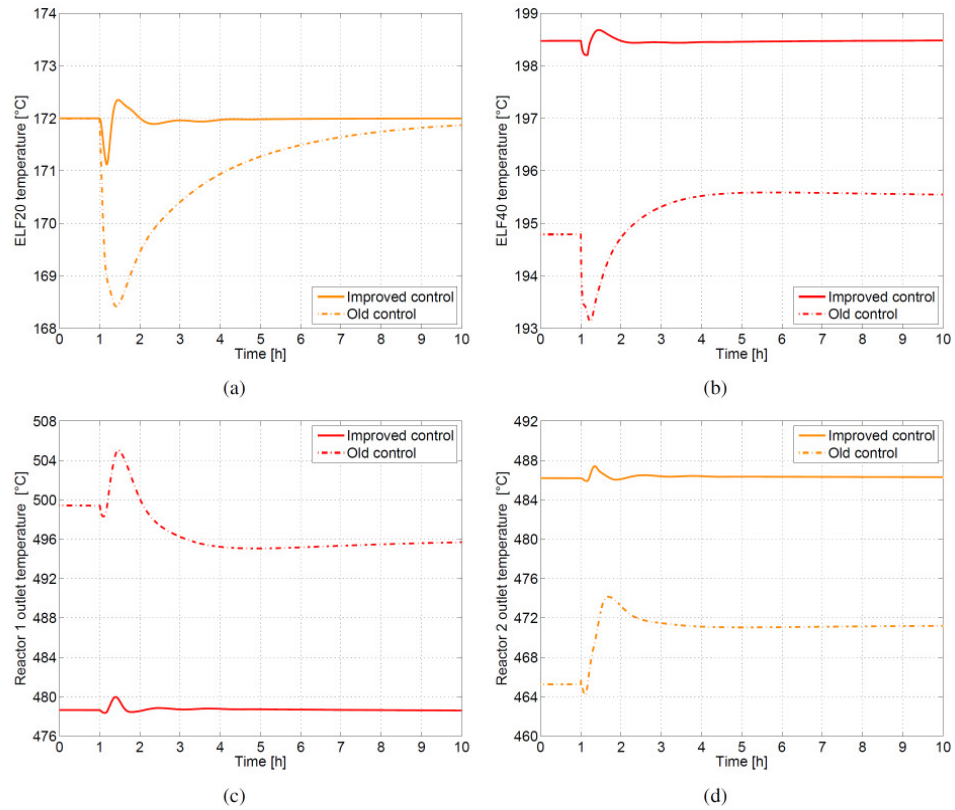 174
173
172
171
170
169
168
0 1 2 3 4 5 6 7 8 9 10
ELF20 temperature [°C]
Time [h]
Improved control
Old control
(a)
199
198
197
196
195
194
193
0 1 2 3 4 5 6 7 8 9 10
ELF40 temperature [°C]
Time [h]
Improved control
Old control
(b)
508
504
500
496
492
488
484
480
476
0 1 2 3 4 5 6 7 8 9 10
Reactor 1 outlet temperature [°C]
Time [h]
Improved control
Old control
(c)
492
488
484
480
476
472
468
464
460
0 1 2 3 4 5 6 7 8 9 10
Reactor 2 outlet temperature [°C]
Time [h]
Improved control
Old control
(d)